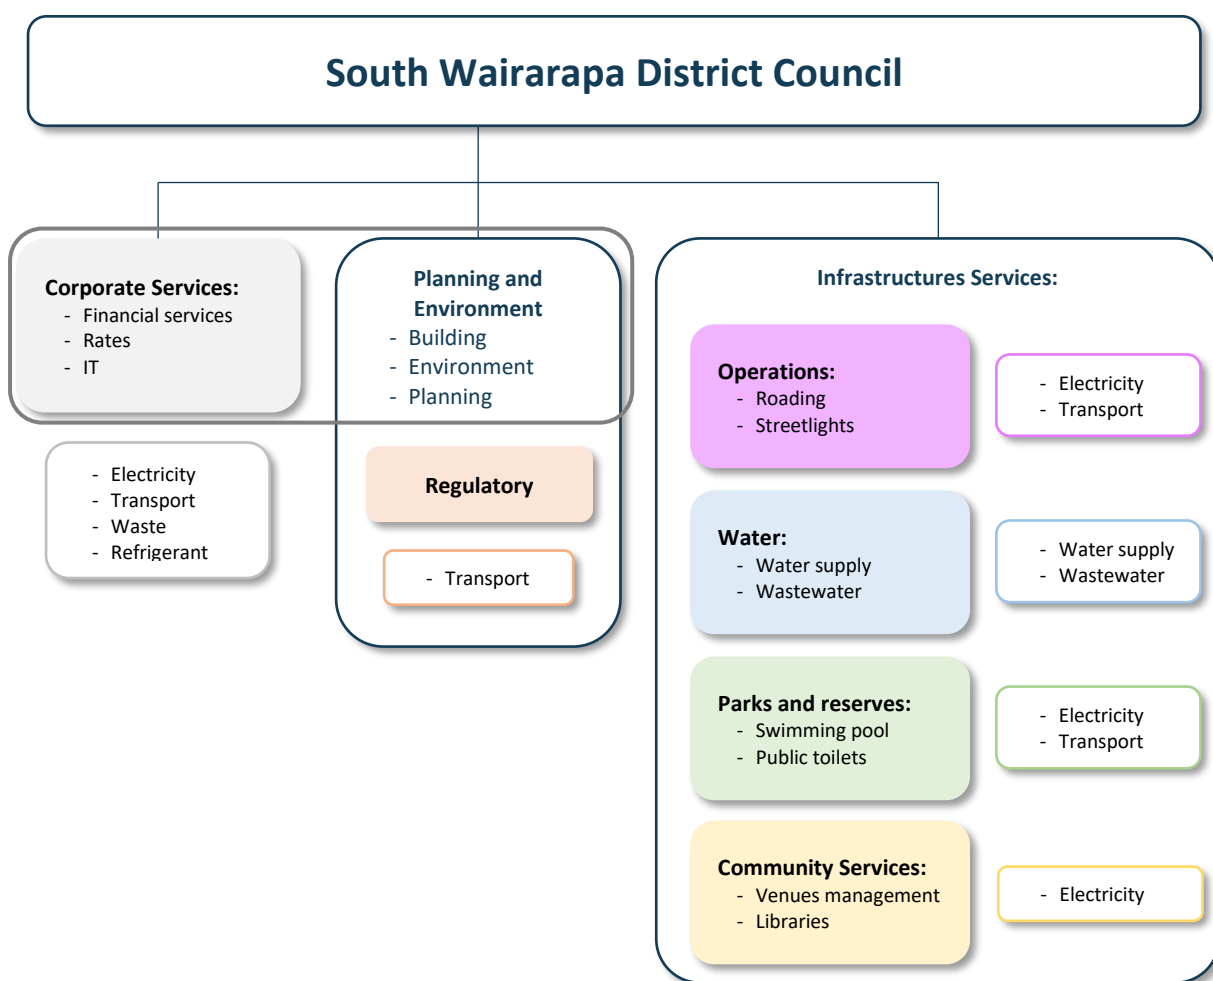 South Wairarapa District Council
Corporate Services:
- Financial services
- Rates
- IT
- Electricity
- Transport
- Waste
- Refrigerant
Planning and
Environment
- Building
- Environment
- Planning
Regulatory
- Transport
Infrastructures Services:
Operations:
- Roading
- Streetlights
- Electricity
- Transport
Water:
- Water supply
- Wastewater
- Water supply
- Wastewater
Parks and reserves:
- Swimming pool
- Public toilets
- Electricity
- Transport
Community Services:
- Venues management
- Libraries
- Electricity